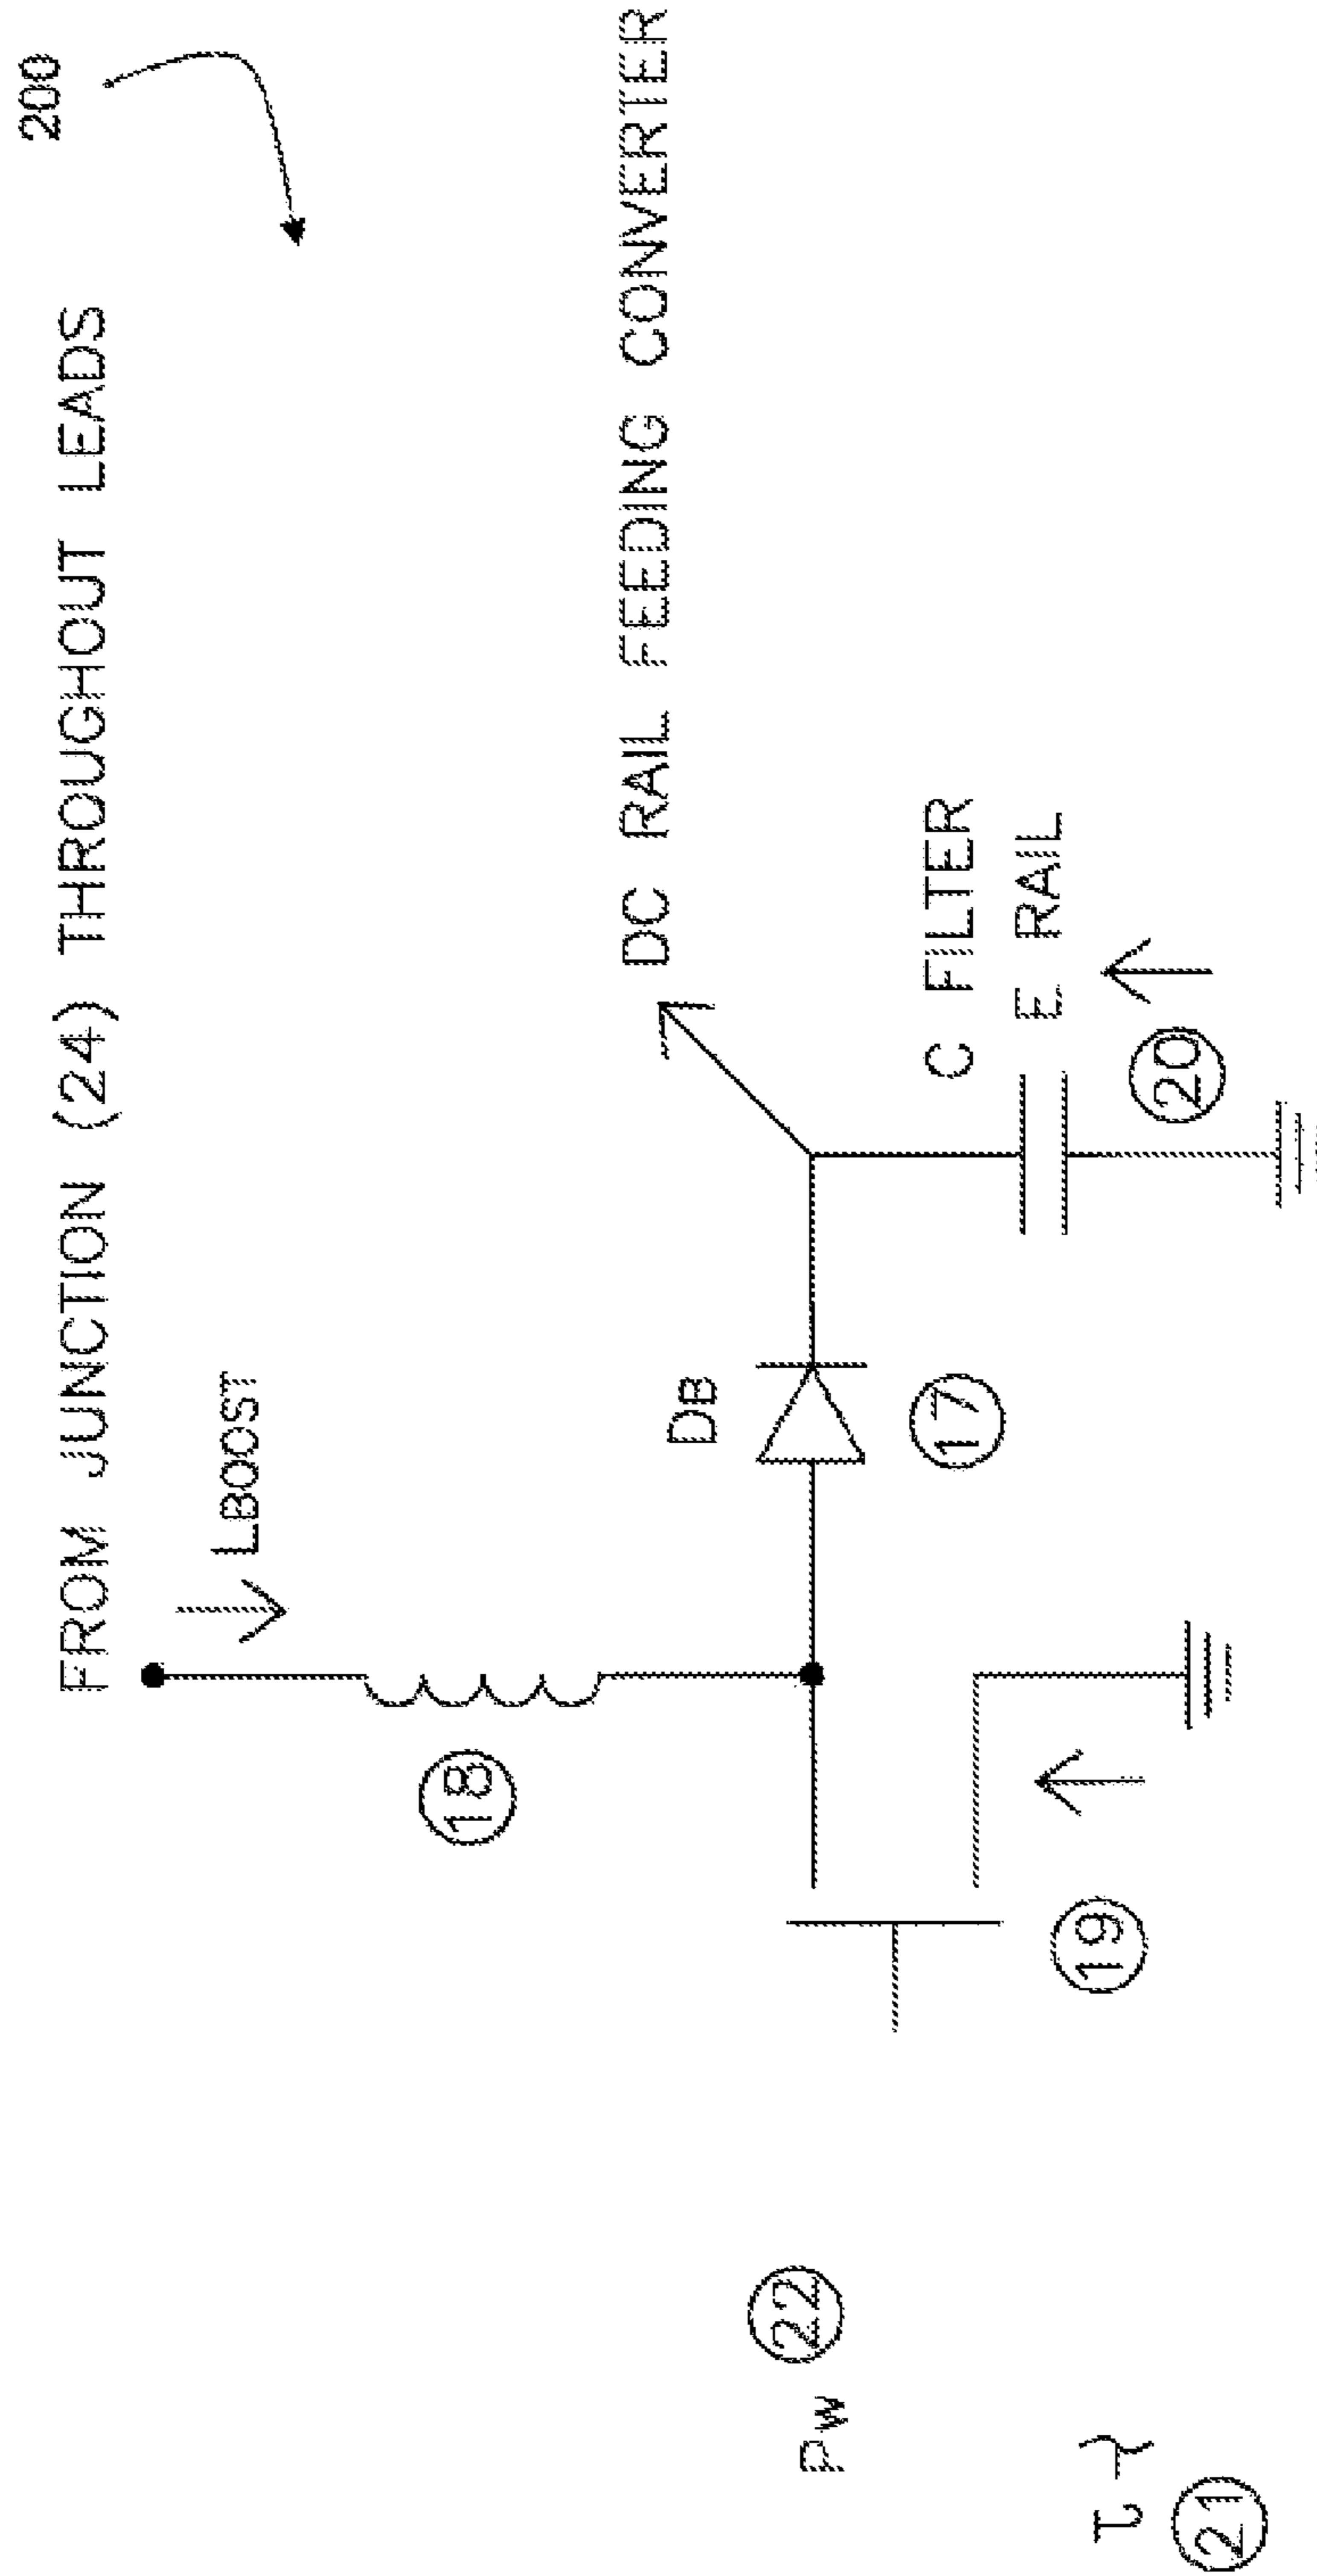 200
FROM JUNCTION (24) THROUGHOUT LEADS
LBOOST
18
DC RAIL FEEDING CONVERTER
DB
17
C FILTER
E RAIL
20
19
22
PW
τ
21